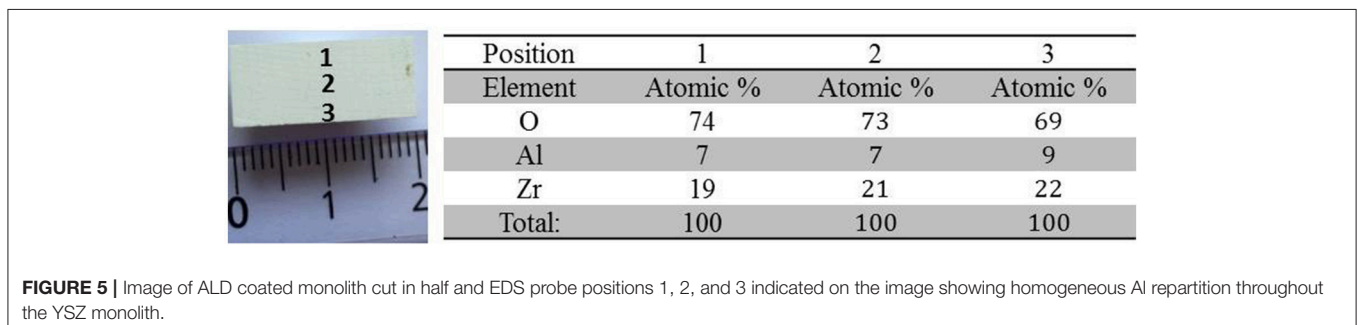 1
2
3
0 1 2
Position 1 2 3
Element Atomic % Atomic % Atomic %
O 74 73 69
Al 7 7 9
Zr 19 21 22
Total: 100 100 100
FIGURE 5 | Image of ALD coated monolith cut in half and EDS probe positions 1, 2, and 3 indicated on the image showing homogeneous Al repartition throughout
the YSZ monolith.